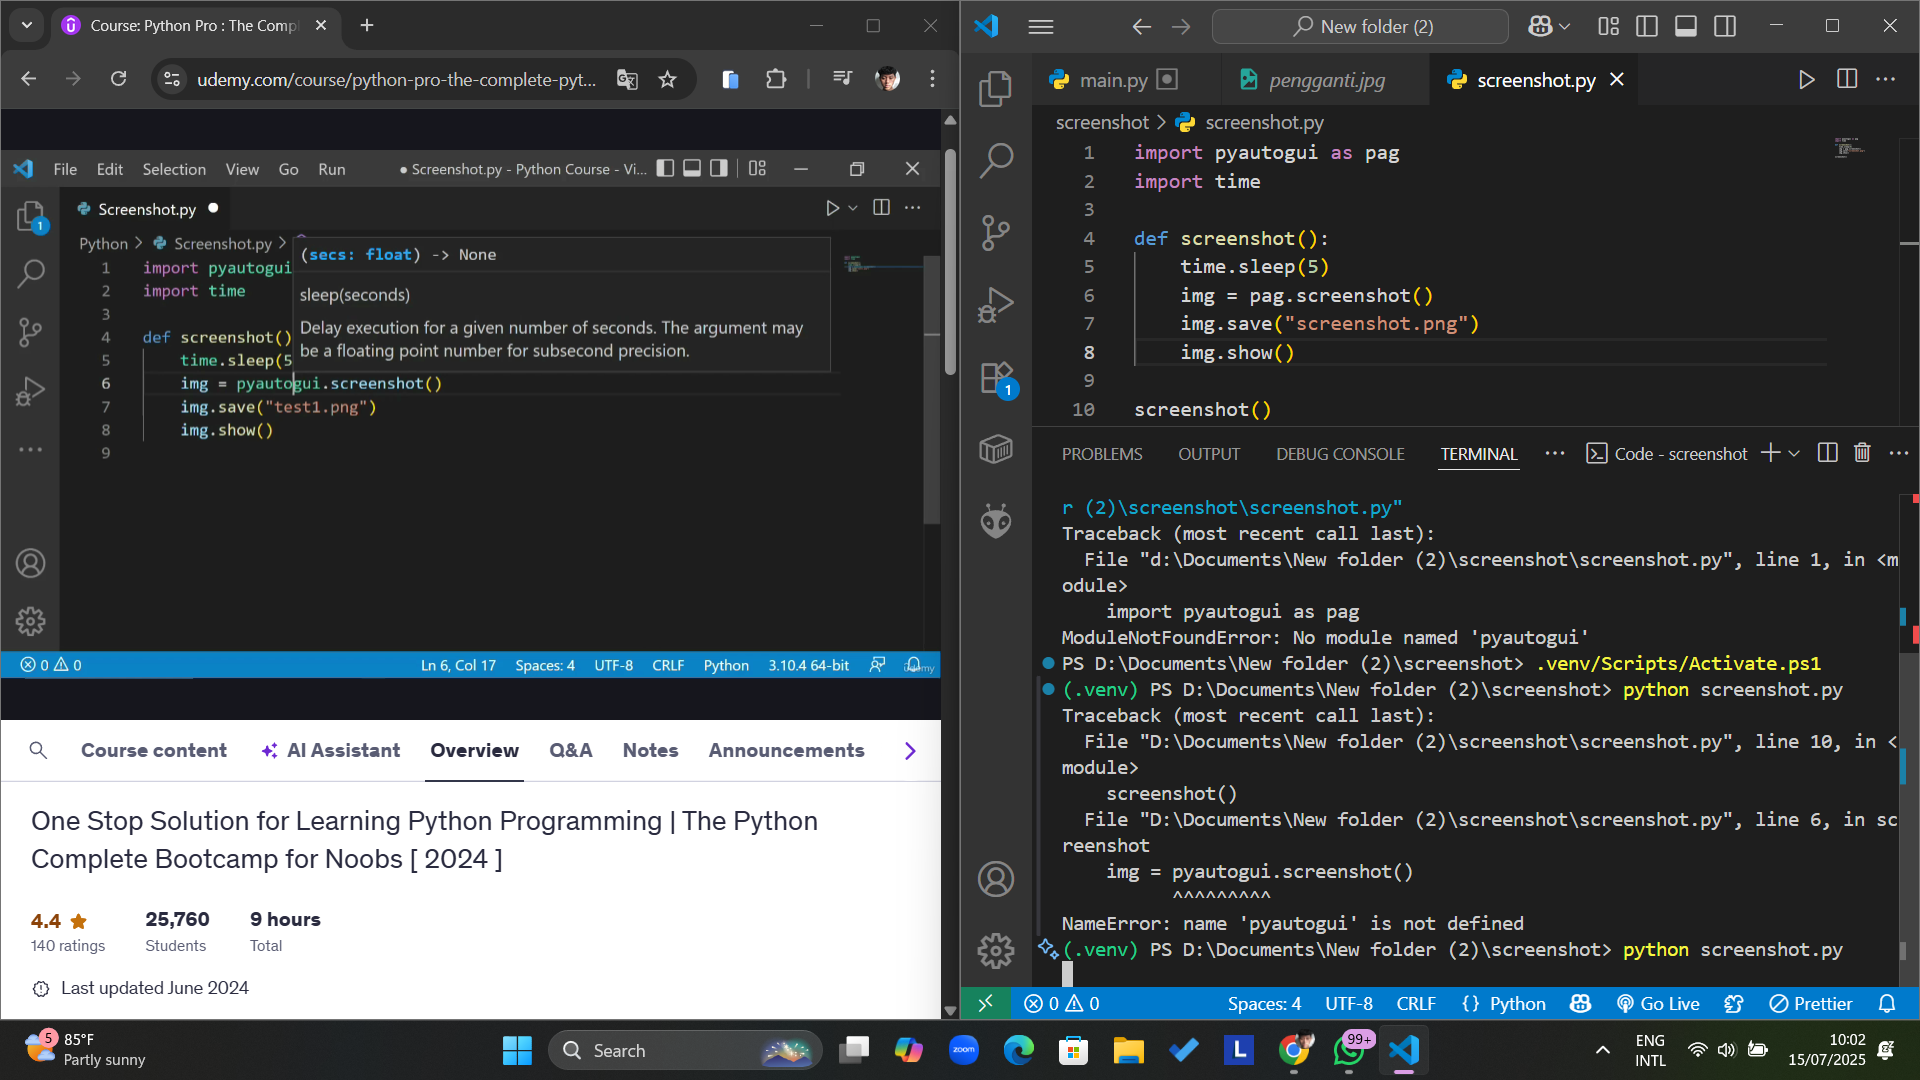 Course: Python Pro : The Comp
udemy.com/course/python-pro-the-complete-pyt...
File Edit Selection View Go Run
● Screenshot.py - Python Course - Vi...
Screenshot.py
1
Python > Screenshot.py >
(secs: float) -> None
sleep(seconds)
Delay execution for a given number of seconds. The argument may
be a floating point number for subsecond precision.
1 import pyautogui
2 import time
3
4 def screenshot()
5 time.sleep(5
6 img = pyautogui.screenshot()
7 img.save("test1.png")
8 img.show()
9
0 0 Ln 6, Col 17 Spaces: 4 UTF-8 CRLF Python 3.10.4 64-bit
udemy
Course content AI Assistant Overview Q&A Notes Announcements
One Stop Solution for Learning Python Programming | The Python
Complete Bootcamp for Noobs [ 2024 ]
4.4 25,760 9 hours
140 ratings Students Total
Last updated June 2024
New folder (2)
main.py pengganti.jpg screenshot.py
screenshot > screenshot.py
1 import pyautogui as pag
2 import time
3
4 def screenshot():
5 time.sleep(5)
6 img = pag.screenshot()
7 img.save("screenshot.png")
8 img.show()
9
10 screenshot()
1
PROBLEMS OUTPUT DEBUG CONSOLE TERMINAL ... Code - screenshot
r (2)\screenshot\screenshot.py"
Traceback (most recent call last):
File "d:\Documents\New folder (2)\screenshot\screenshot.py", line 1, in <m
odule>
import pyautogui as pag
ModuleNotFoundError: No module named 'pyautogui'
PS D:\Documents\New folder (2)\screenshot> .venv/Scripts/Activate.ps1
(.venv) PS D:\Documents\New folder (2)\screenshot> python screenshot.py
Traceback (most recent call last):
File "D:\Documents\New folder (2)\screenshot\screenshot.py", line 10, in <
module>
screenshot()
File "D:\Documents\New folder (2)\screenshot\screenshot.py", line 6, in sc
reenshot
img = pyautogui.screenshot()
^^^^^^^^^
NameError: name 'pyautogui' is not defined
(.venv) PS D:\Documents\New folder (2)\screenshot> python screenshot.py
0 0 Spaces: 4 UTF-8 CRLF {} Python Go Live Prettier
5
85°F
Partly sunny
Search
zoom
L
99+
ENG
INTL
10:02
15/07/2025